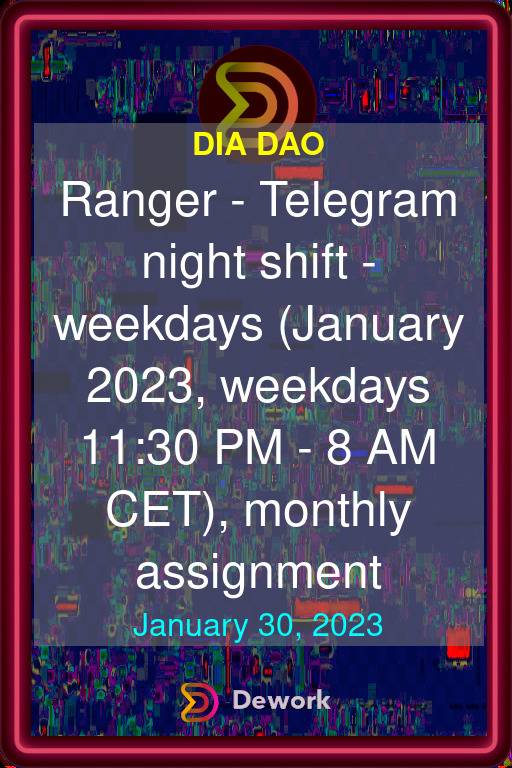 DIA DAO
Ranger - Telegram
night shift -
weekdays (January
2023, weekdays
11:30 PM - 8 AM
CET), monthly
assignment
January 30, 2023
Dework